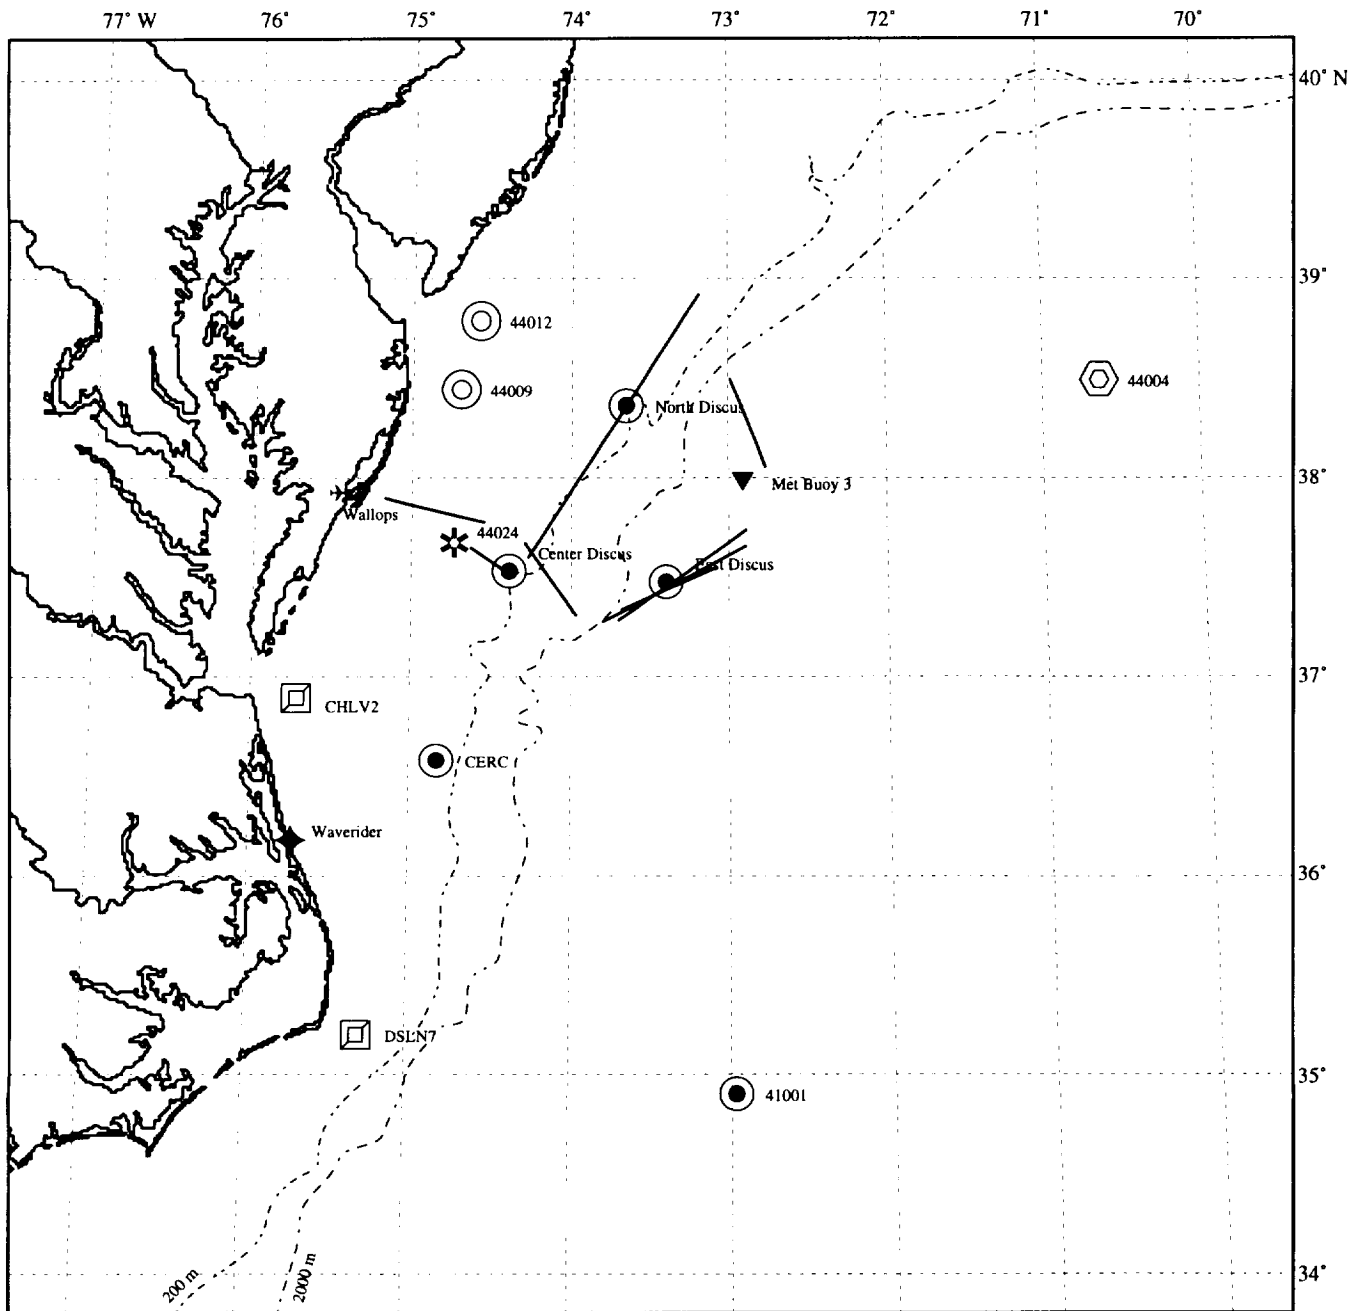 77° W 76° 75° 74° 73° 72° 71° 70°
40° N
39°
44012
44004
44009
North Discus
38°
Met Buoy 3
Wallops
44024
Center Discus
East Discus
37°
CHLV2
CERC
Waverider
36°
DSLN7
35°
41001
200 m
2000 m
34°